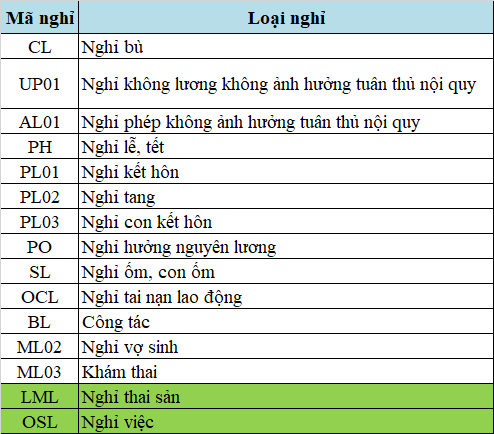 Mã nghỉ Loại nghỉ
CL Nghỉ bù
UP01 Nghỉ không lương không ảnh hưởng tuân thủ nội quy
AL01 Nghỉ phép không ảnh hưởng tuân thủ nội quy
PH Nghỉ lễ, tết
PL01 Nghỉ kết hôn
PL02 Nghỉ tang
PL03 Nghỉ con kết hôn
PO Nghỉ hưởng nguyên lương
SL Nghỉ ốm, con ốm
OCL Nghỉ tai nạn lao động
BL Công tác
ML02 Nghỉ vợ sinh
ML03 Khám thai
LML Nghỉ thai sản
OSL Nghỉ việc